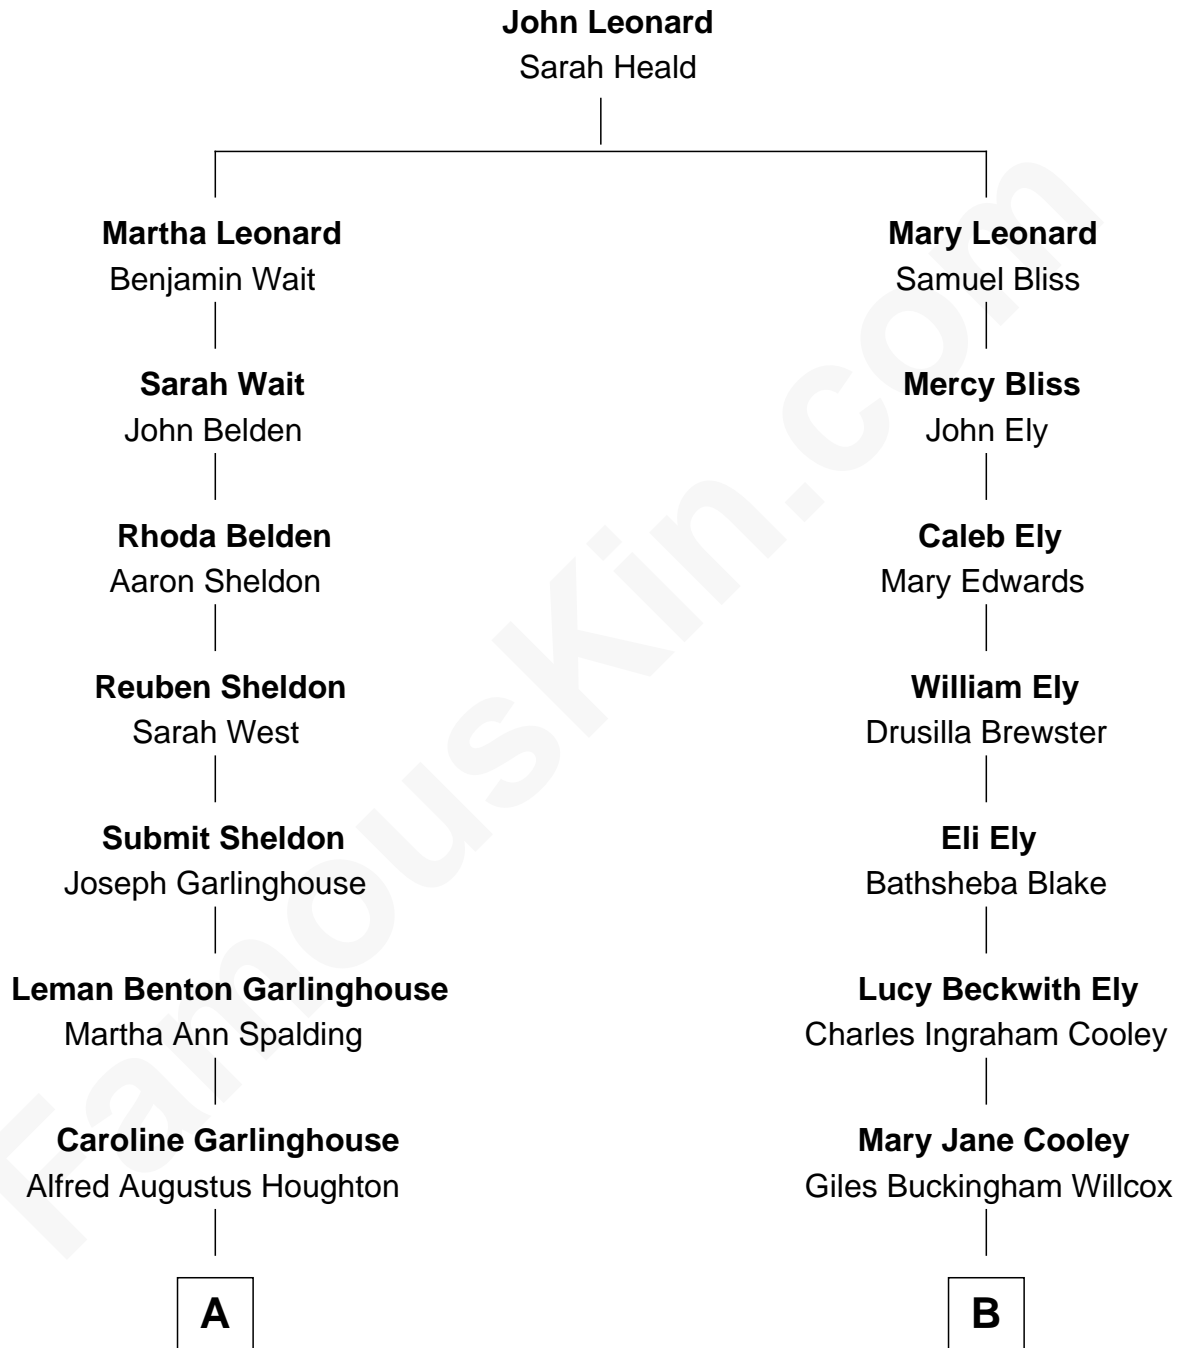 John Leonard
Sarah Heald
Martha Leonard
Benjamin Wait
Sarah Wait
John Belden
Rhoda Belden
Aaron Sheldon
Reuben Sheldon
Sarah West
Submit Sheldon
Joseph Garlinghouse
Leman Benton Garlinghouse
Martha Ann Spalding
Caroline Garlinghouse
Alfred Augustus Houghton
A
Mary Leonard
Samuel Bliss
Mercy Bliss
John Ely
Caleb Ely
Mary Edwards
William Ely
Drusilla Brewster
Eli Ely
Bathsheba Blake
Lucy Beckwith Ely
Charles Ingraham Cooley
Mary Jane Cooley
Giles Buckingham Willcox
B
FamousKin.com